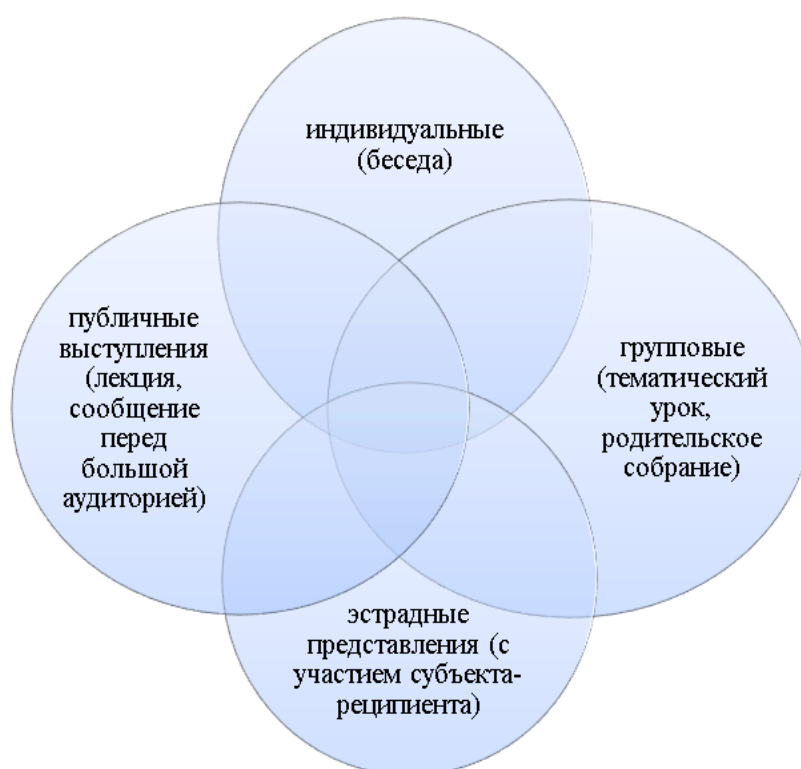 индивидуальные
(беседа)
публичные
выступления
(лекция,
сообщение
перед
большой
аудиторией)
групповые
(тематический
урок,
родительское
собрание)
эстрадные
представления (с
участием субъекта-
реципиента)